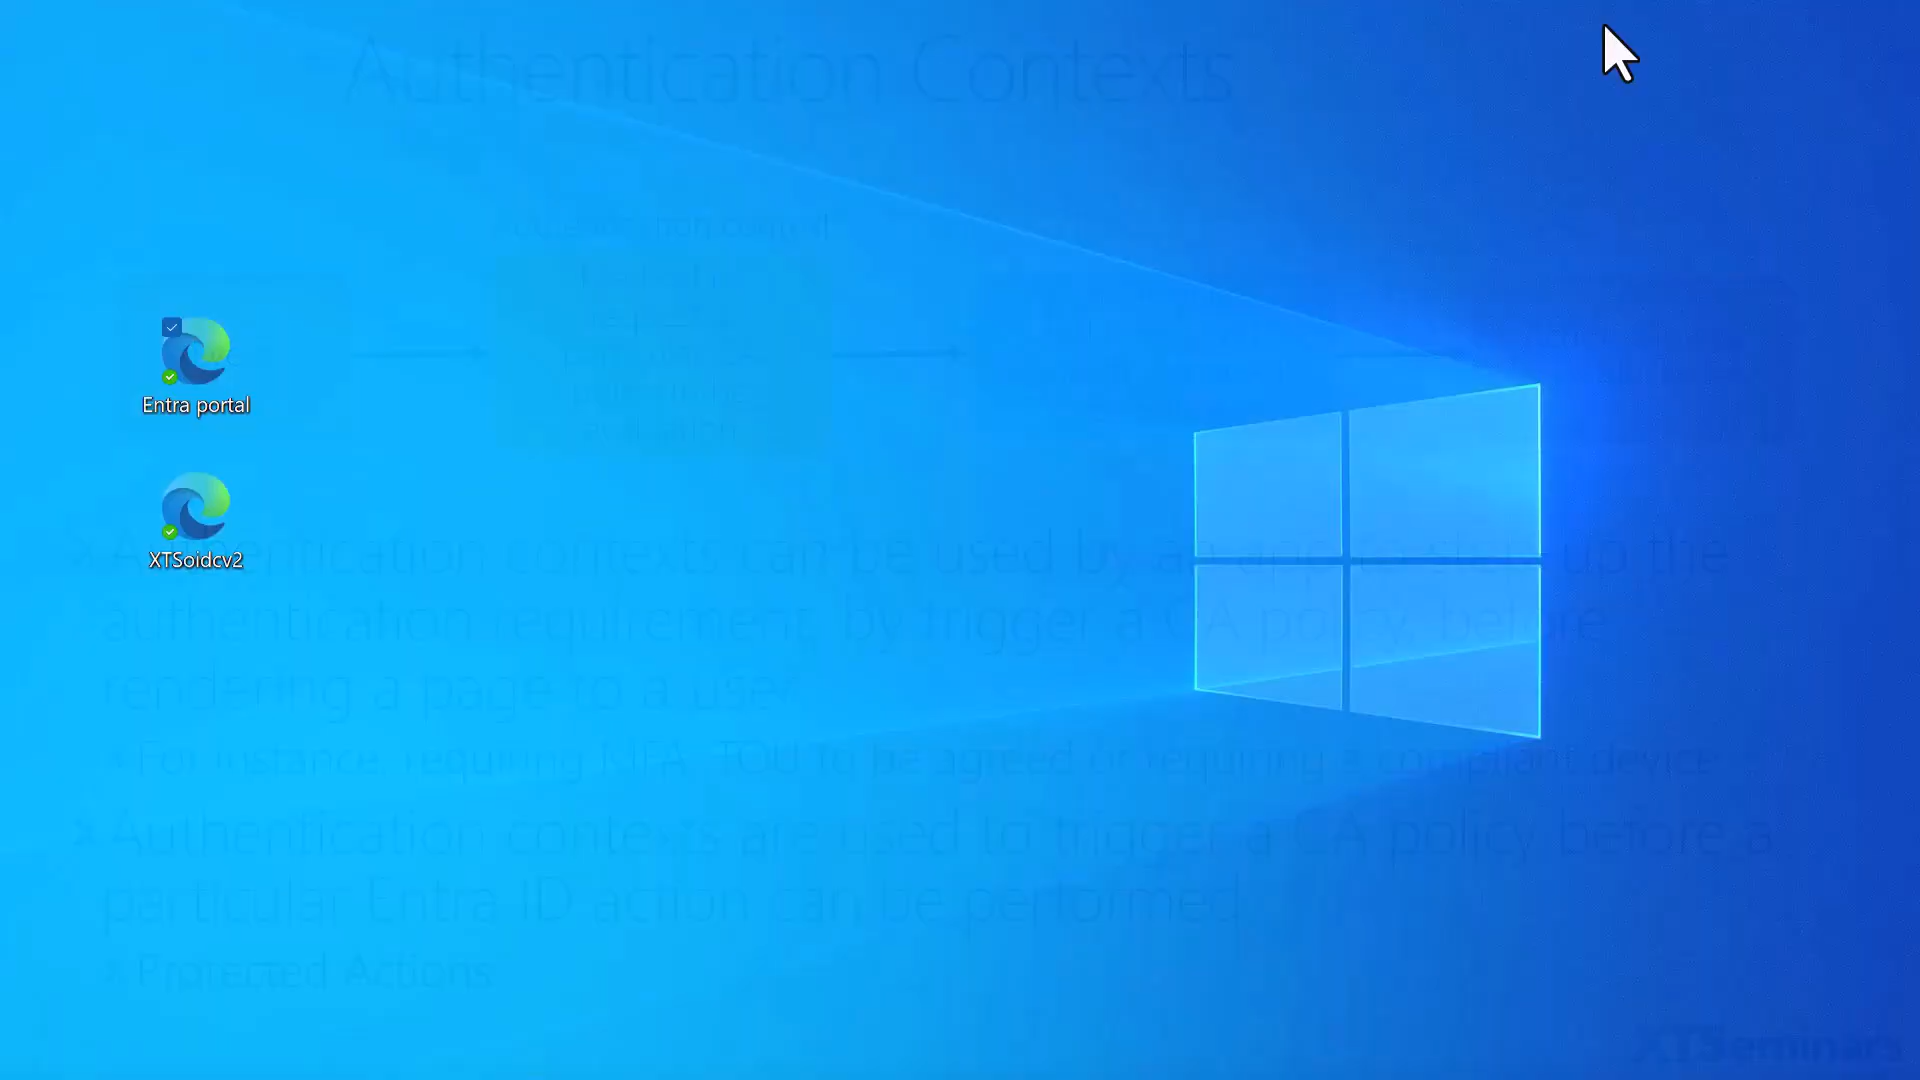 Authentication Contexts
Entra portal
XTSoidcv2
Authentication contexts can be used by an app to step up the
authentication requirement, by trigger a CA policy, before
rendering a page to a user
For instance, requiring MFA, TOU to be agreed or requiring a compliant device
Authentication contexts are used to trigger a CA policy before a
particular Entra ID action can be performed
Protected Actions
XTSeminars